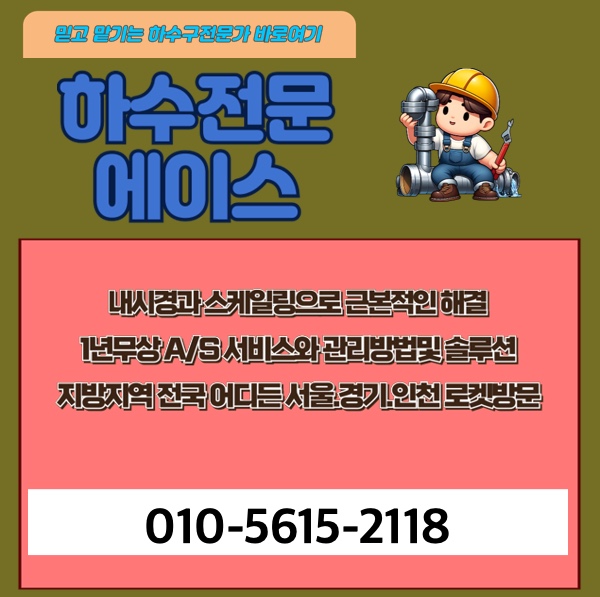 믿고 맡기는 하수구전문가 바로여기
하수전문
에이스
내시경과 스케일링으로 근본적인 해결
1년무상 A/S 서비스와 관리방법및 솔루션
지방지역 전국 어디든 서울.경기.인천 로켓방문
010-5615-2118